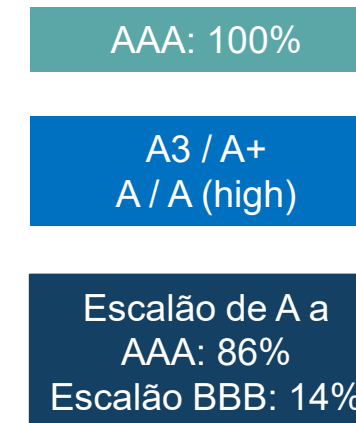 AAA: 100%
A3 / A+
A / A (high)
Escalão de A a
AAA: 86%
Escalão BBB: 14%